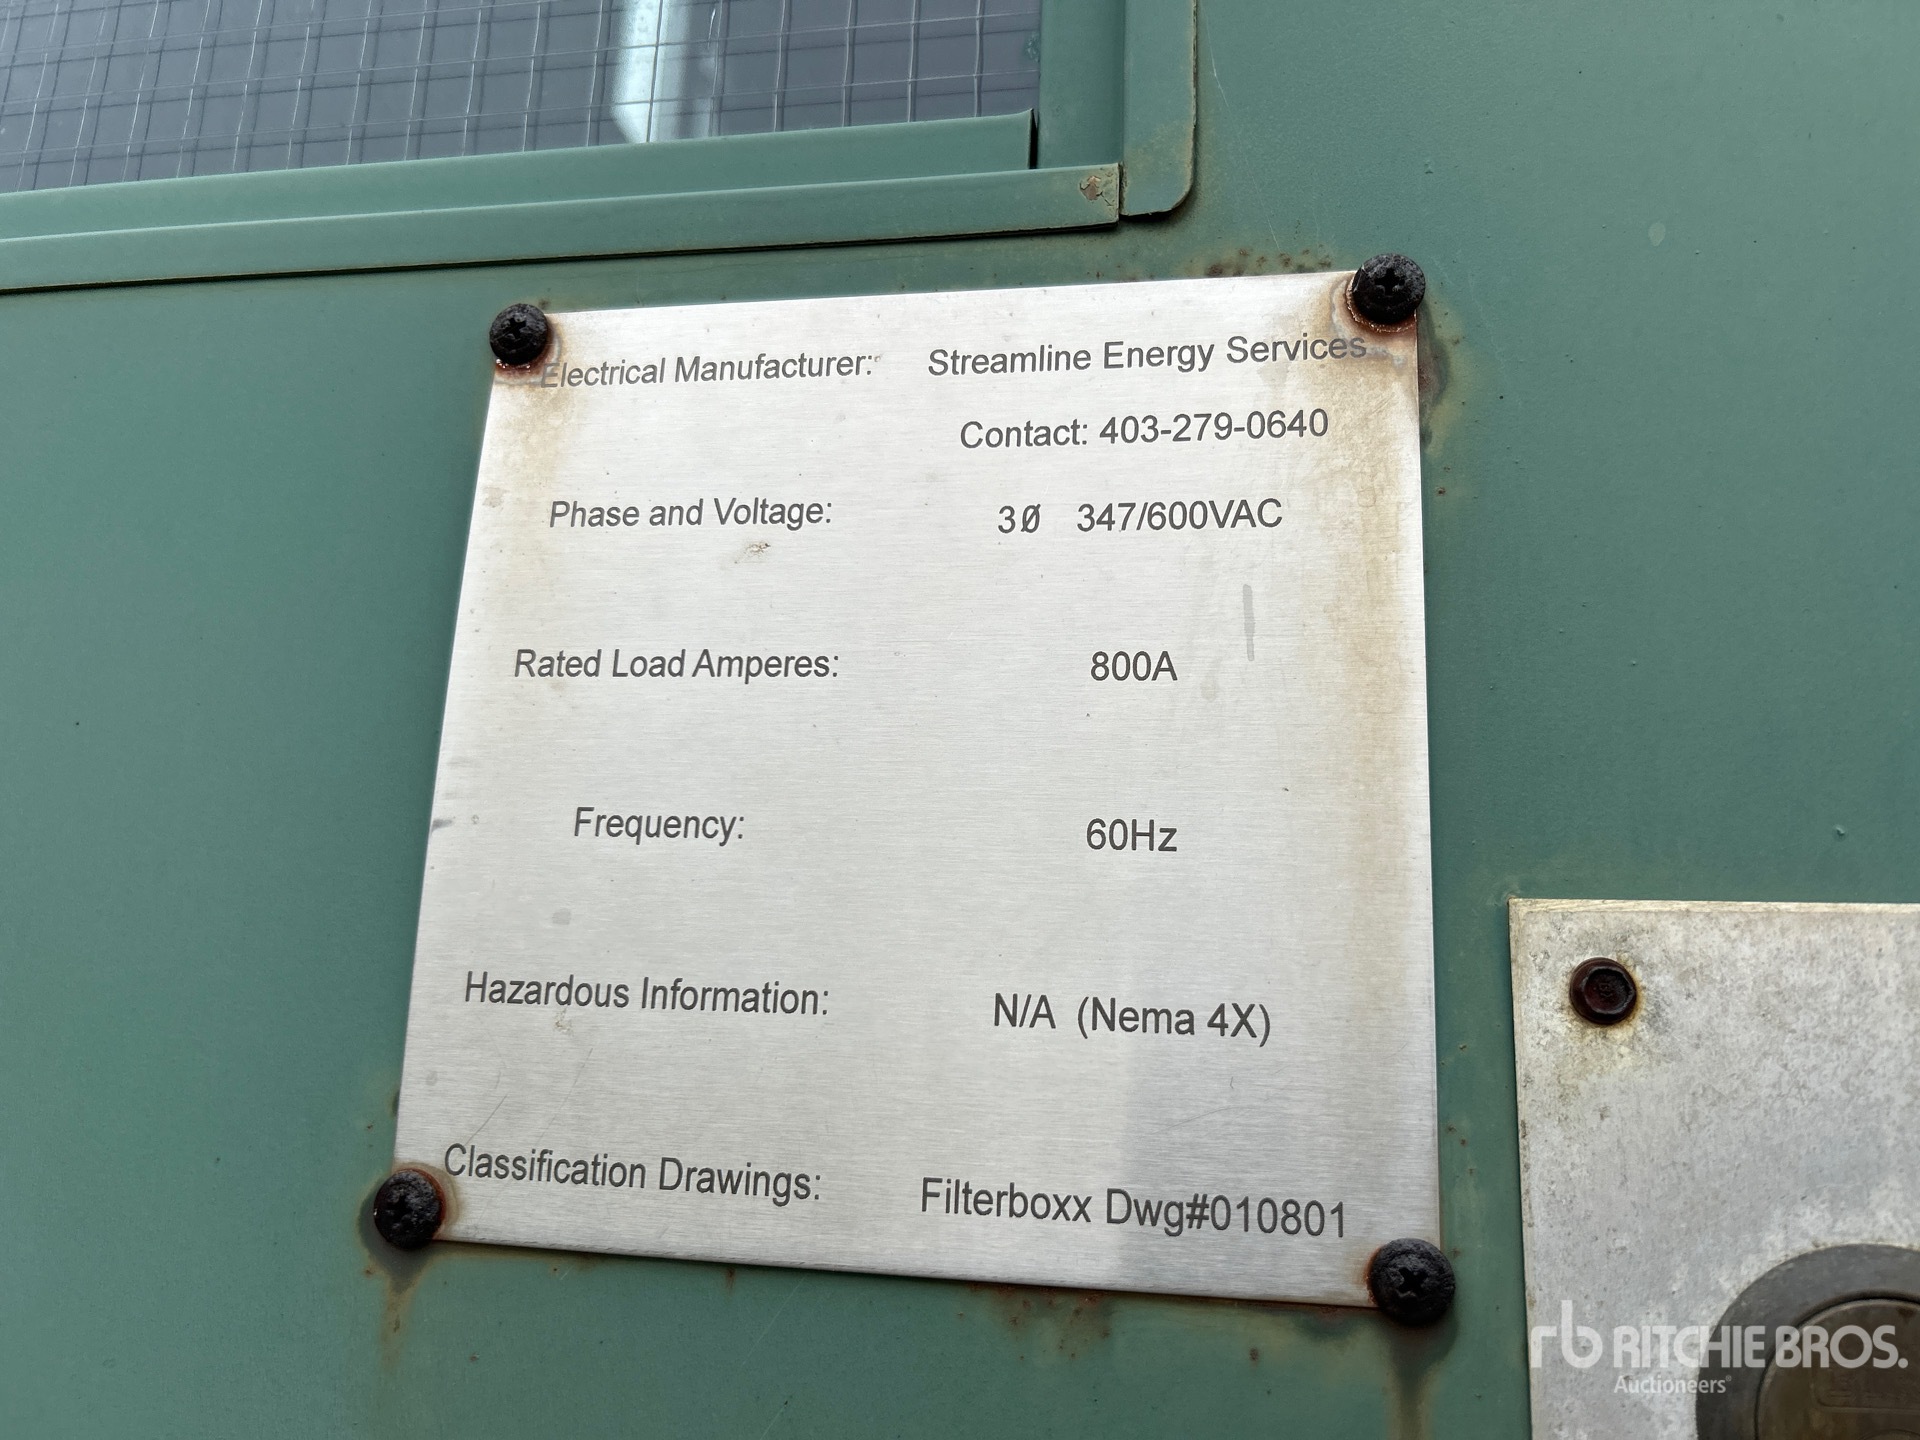 Electrical Manufacturer: Streamline Energy Services
Contact: 403-279-0640
Phase and Voltage: 3Ø 347/600VAC
Rated Load Amperes: 800A
Frequency: 60Hz
Hazardous Information: N/A (Nema 4X)
Classification Drawings: Filterboxx Dwg#010801
rb RITCHIE BROS.
Auctioneers®